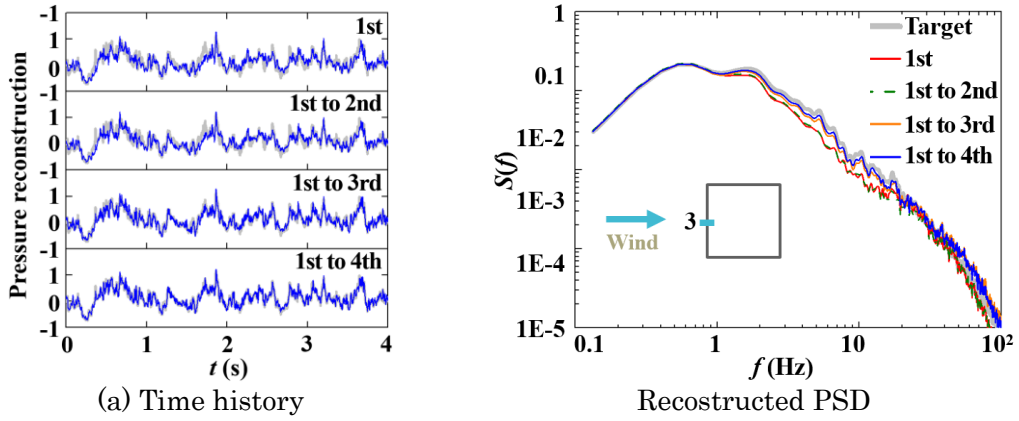 Pressure reconstruction
-1
1
0
-1
1
0
-1
1
0
-1
1
0
-1
1st
1st to 2nd
1st to 3rd
1st to 4th
0 1 2 3 4
t (s)
(a) Time history
S(f)
5
0.1
1E-2
1E-3
1E-4
1E-5
Target
1st
1st to 2nd
1st to 3rd
1st to 4th
3
Wind
0.1 1 10 10²
f (Hz)
Recostructed PSD